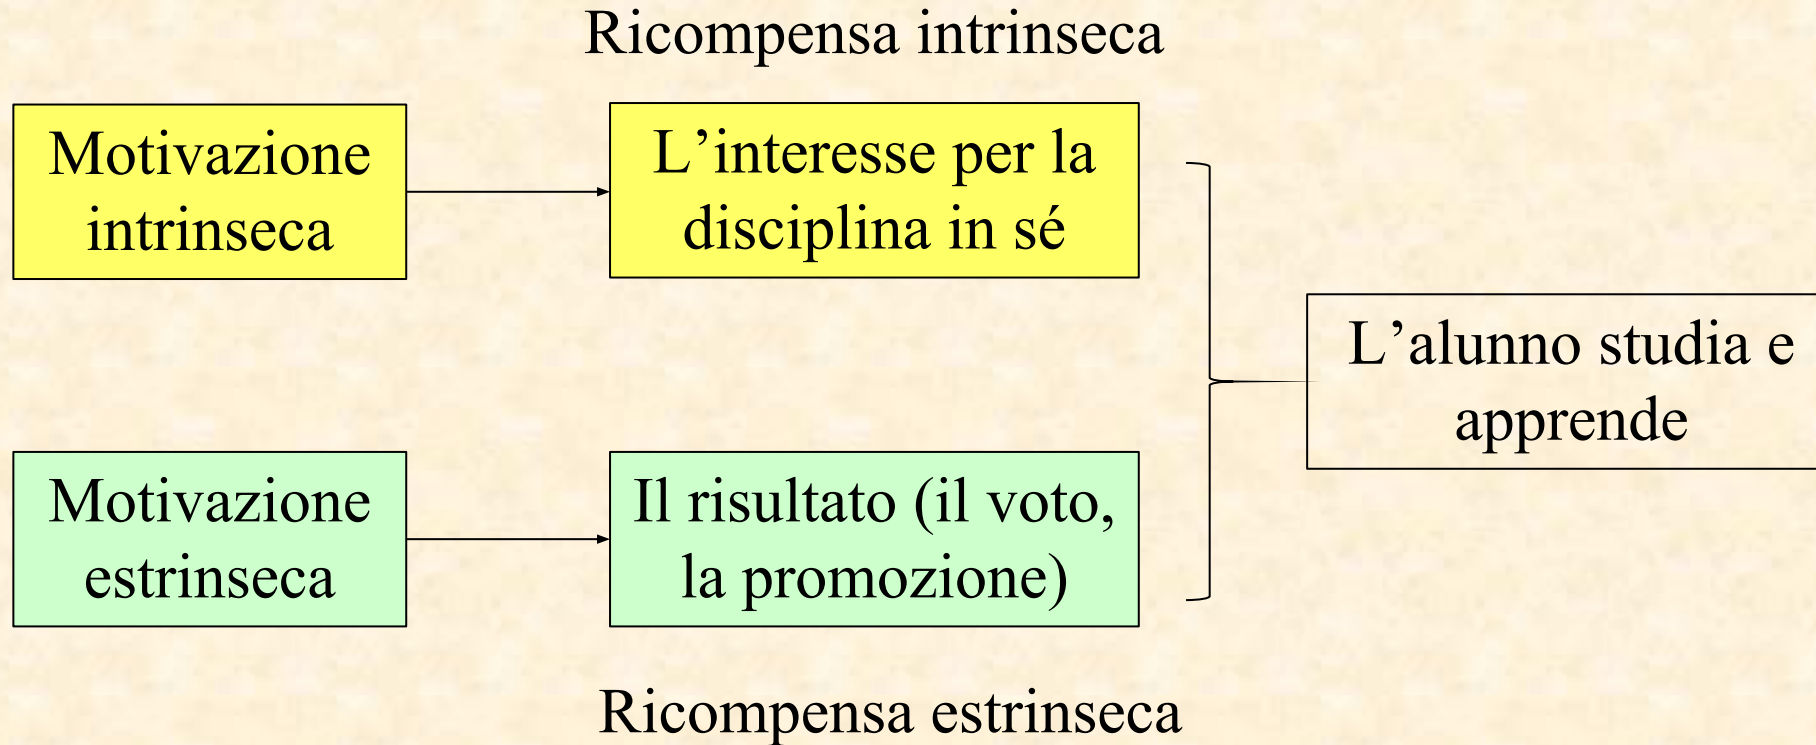 Ricompensa intrinseca
Motivazione
intrinseca
L’interesse per la
disciplina in sé
L’alunno studia e
apprende
Motivazione
estrinseca
Il risultato (il voto,
la promozione)
Ricompensa estrinseca